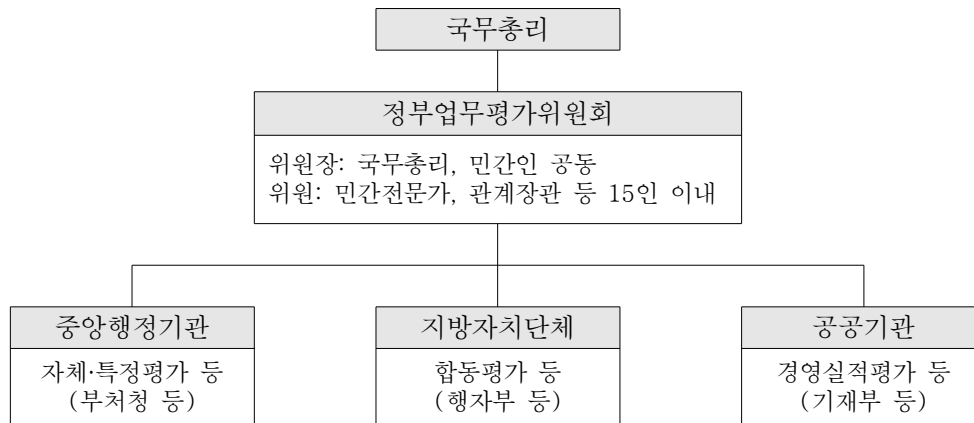 국무총리
정부업무평가위원회
위원장: 국무총리, 민간인 공동
위원: 민간전문가, 관계장관 등 15인 이내
중앙행정기관
자체·특정평가 등
(부처청 등)
지방자치단체
합동평가 등
(행자부 등)
공공기관
경영실적평가 등
(기재부 등)